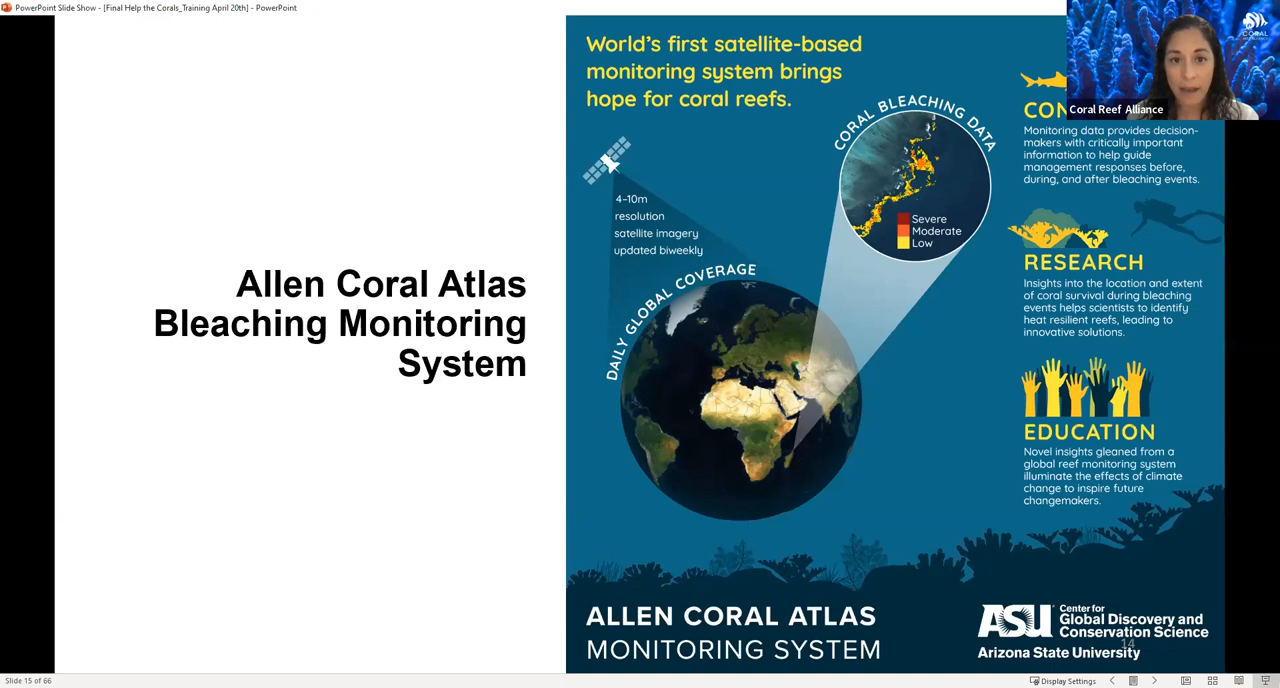 PowerPoint Slide Show - [Final Help the Corals_Training April 20th] - PowerPoint
CORAL
Coral Reef Alliance
Allen Coral Atlas
Bleaching Monitoring
System
World's first satellite-based
monitoring system brings
hope for coral reefs.
4–10m
resolution
satellite imagery
updated biweekly
DAILY GLOBAL COVERAGE
CORAL BLEACHING DATA
Severe
Moderate
Low
Monitoring data provides decision-
makers with critically important
information to help guide
management responses before,
during, and after bleaching events.
RESEARCH
Insights into the location and extent
of coral survival during bleaching
events helps scientists to identify
heat resilient reefs, leading to
innovative solutions.
EDUCATION
Novel insights gleaned from a
global reef monitoring system
illuminate the effects of climate
change to inspire future
changemakers.
ALLEN CORAL ATLAS
MONITORING SYSTEM
ASU Center for
Global Discovery and
Conservation Science
Arizona State University
14
Slide 15 of 66
Display Settings